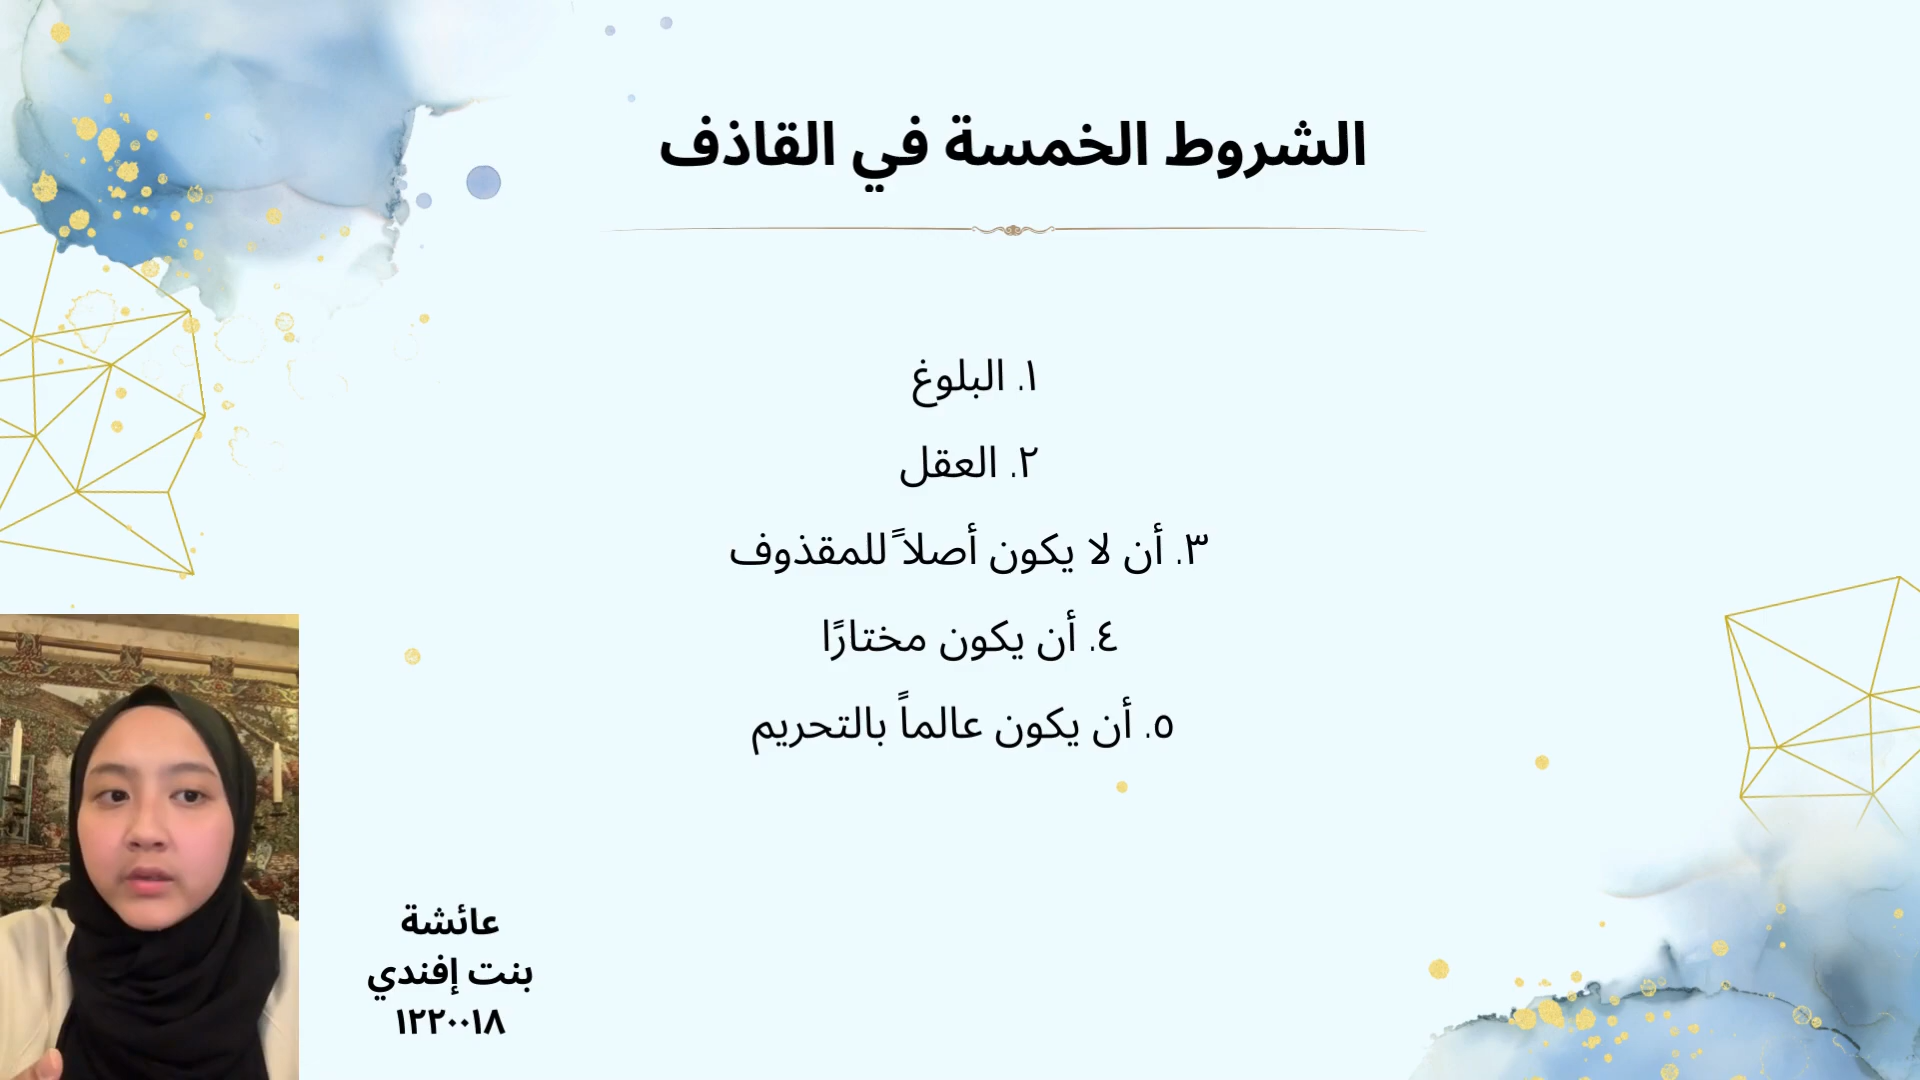 الشروط الخمسة في القاذف
١. البلوغ
٢. العقل
٣. أن لا يكون أصلاً للمقذوف
٤. أن يكون مختارًا
٥. أن يكون عالماً بالتحريم
عائشة
بنت إفندي
١٢٢٠٠١٨